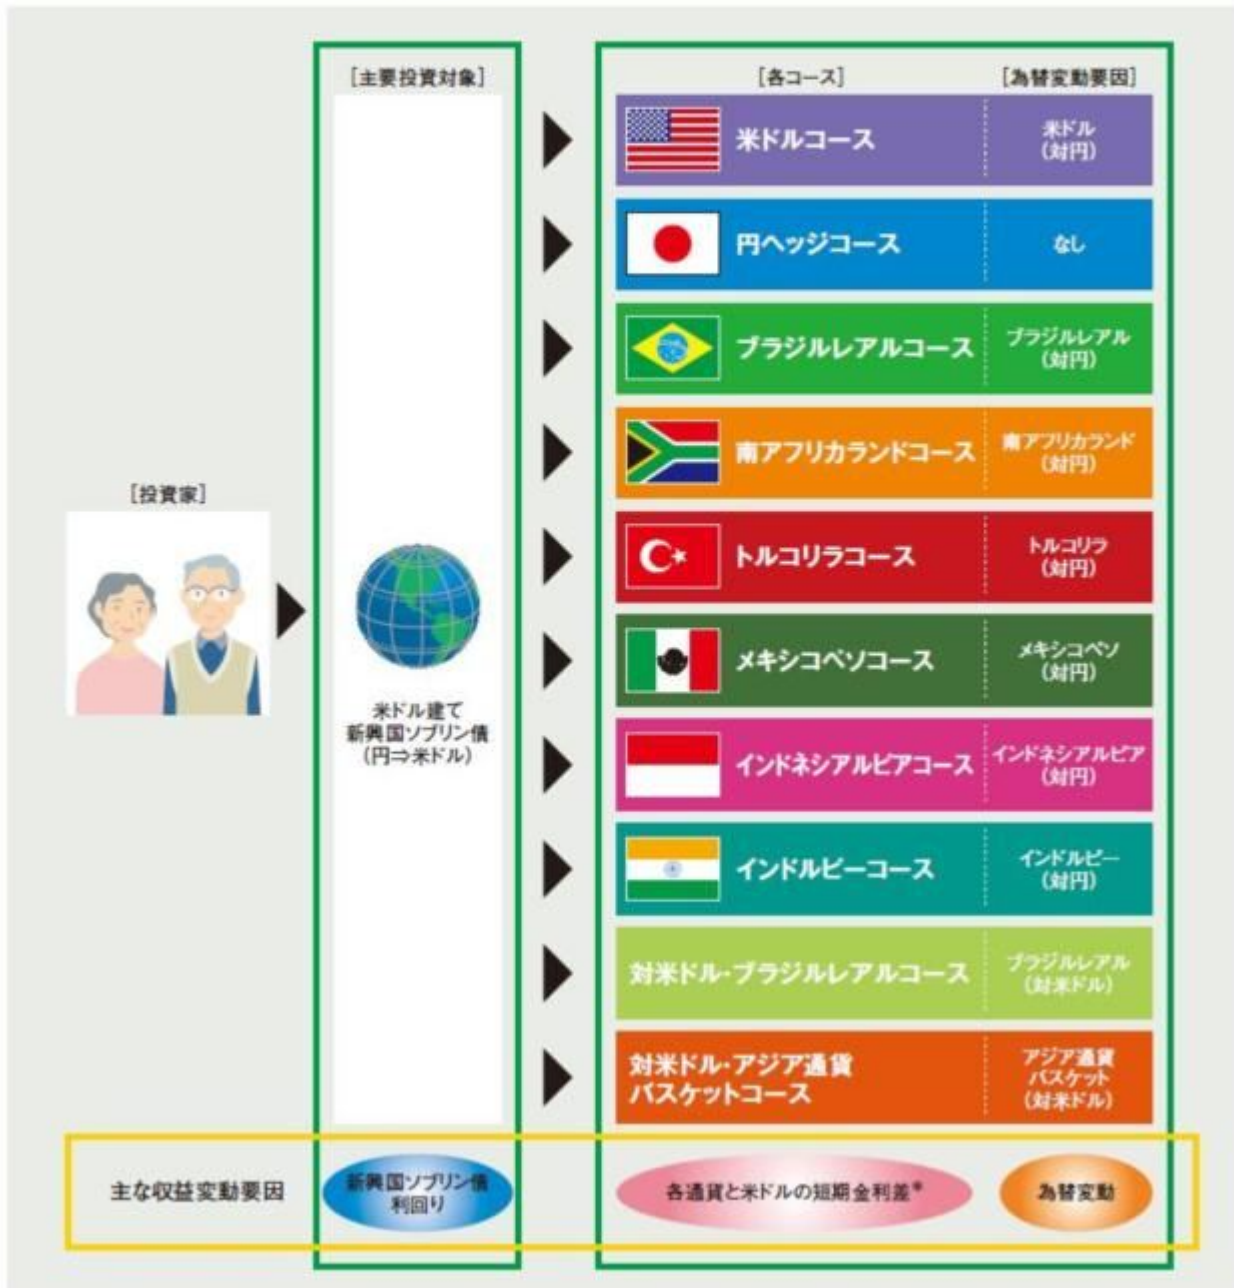 [主要投資対象]
[各コース]
[為替変動要因]
米ドルコース
米ドル
(対円)
円ヘッジコース
なし
ブラジルレアルコース
ブラジルレアル
(対円)
南アフリカランドコース
南アフリカランド
(対円)
[投資家]
トルコリラコース
トルコリラ
(対円)
メキシコペソコース
メキシコペソ
(対円)
米ドル建て
新興国ソブリン債
(円⇒米ドル)
インドネシアルピアコース
インドネシアルピア
(対円)
インドルピーコース
インドルピー
(対円)
対米ドル・ブラジルレアルコース
ブラジルレアル
(対米ドル)
対米ドル・アジア通貨
バスケットコース
アジア通貨
バスケット
(対米ドル)
主な収益変動要因
新興国ソブリン債
利回り
各通貨と米ドルの短期金利差※
為替変動